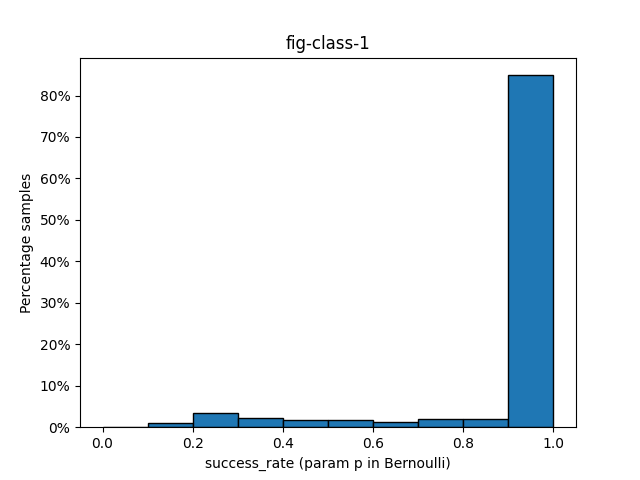 fig-class-1
80%
70%
60%
50%
40%
30%
20%
10%
0%
Percentage samples
0.0 0.2 0.4 0.6 0.8 1.0
success_rate (param p in Bernoulli)